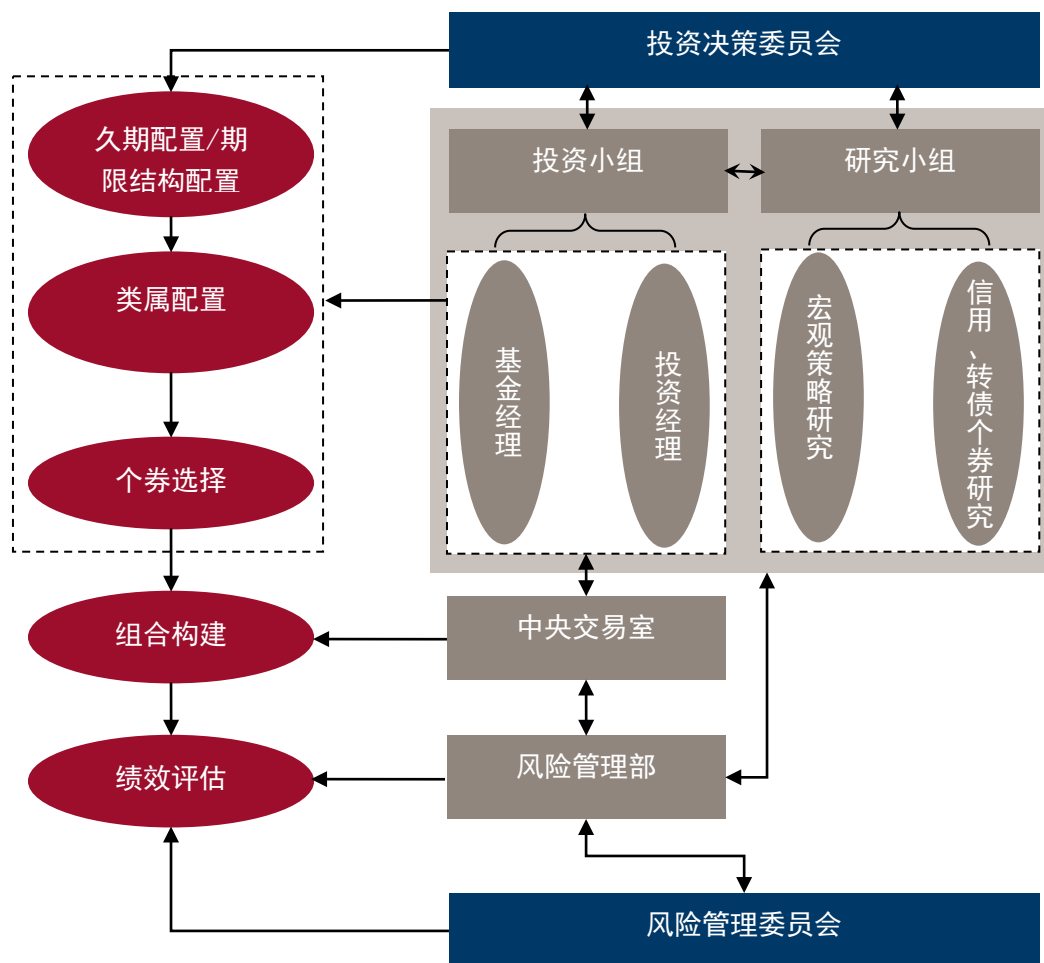 投资决策委员会
久期配置/期
限结构配置
投资小组
研究小组
类属配置
基金经理
投资经理
宏观策略研究
信用、转债个券研究
个券选择
组合构建
中央交易室
绩效评估
风险管理部
风险管理委员会